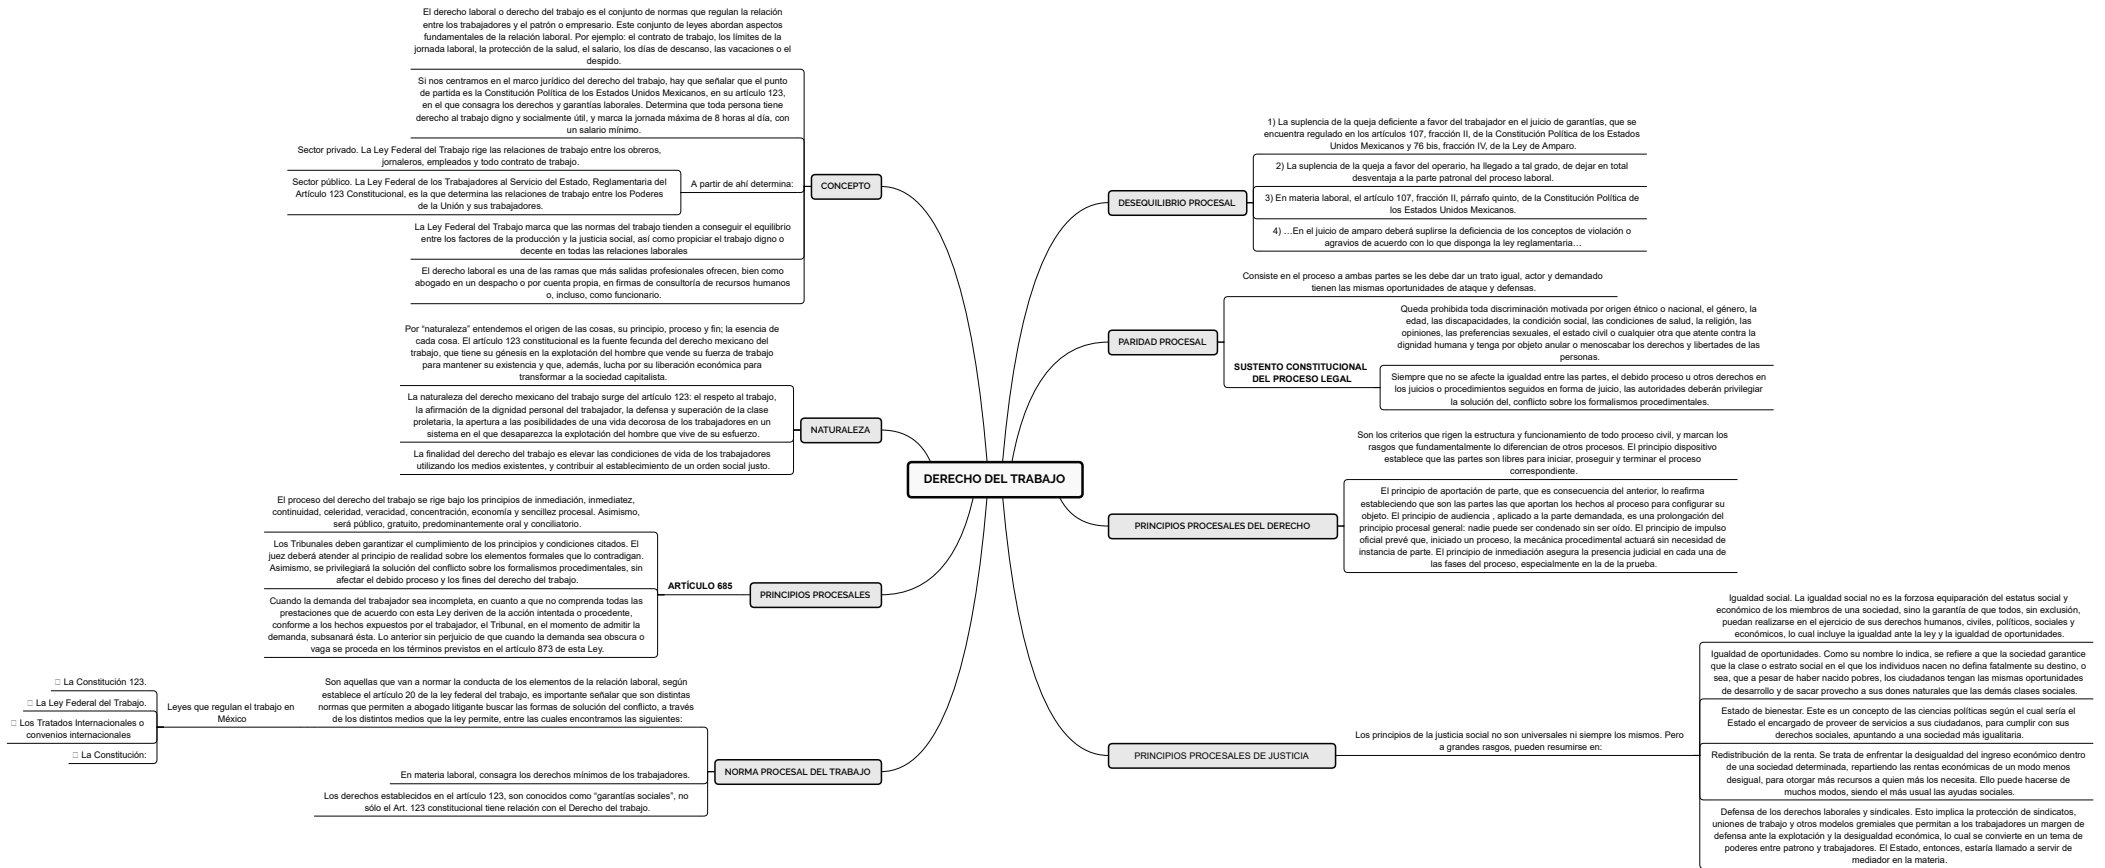 El derecho laboral o derecho del trabajo es el conjunto de normas que regulan la relación
entre los trabajadores y el patrón o empresario. Este conjunto de leyes abordan aspectos
fundamentales de la relación laboral. Por ejemplo: el contrato de trabajo, los límites de la
jornada laboral, la protección de la salud, el salario, los días de descanso, las vacaciones o el
despido.
Si nos centramos en el marco jurídico del derecho del trabajo, hay que señalar que el punto
de partida es la Constitución Política de los Estados Unidos Mexicanos, en su artículo 123,
en el que consagra los derechos y garantías laborales. Determina que toda persona tiene
derecho al trabajo digno y socialmente útil, y marca la jornada máxima de 8 horas al día, con
un salario mínimo.
Sector privado. La Ley Federal del Trabajo rige las relaciones de trabajo entre los obreros,
jornaleros, empleados y todo contrato de trabajo.
Sector público. La Ley Federal de los Trabajadores al Servicio del Estado, Reglamentaria del
Artículo 123 Constitucional, es la que determina las relaciones de trabajo entre los Poderes
de la Unión y sus trabajadores.
A partir de ahí determina:
CONCEPTO
La Ley Federal del Trabajo marca que las normas del trabajo tienden a conseguir el equilibrio
entre los factores de la producción y la justicia social, así como propiciar el trabajo digno o
decente en todas las relaciones laborales
El derecho laboral es una de las ramas que más salidas profesionales ofrecen, bien como
abogado en un despacho o por cuenta propia, en firmas de consultoría de recursos humanos
o, incluso, como funcionario.
Por “naturaleza” entendemos el origen de las cosas, su principio, proceso y fin; la esencia de
cada cosa. El artículo 123 constitucional es la fuente fecunda del derecho mexicano del
trabajo, que tiene su génesis en la explotación del hombre que vende su fuerza de trabajo
para mantener su existencia y que, además, lucha por su liberación económica para
transformar a la sociedad capitalista.
La naturaleza del derecho mexicano del trabajo surge del artículo 123: el respeto al trabajo,
la afirmación de la dignidad personal del trabajador, la defensa y superación de la clase
proletaria, la apertura a las posibilidades de una vida decorosa de los trabajadores en un
sistema en el que desaparezca la explotación del hombre que vive de su esfuerzo.
NATURALEZA
La finalidad del derecho del trabajo es elevar las condiciones de vida de los trabajadores
utilizando los medios existentes, y contribuir al establecimiento de un orden social justo.
DERECHO DEL TRABAJO
El proceso del derecho del trabajo se rige bajo los principios de inmediación, inmediatez,
continuidad, celeridad, veracidad, concentración, economía y sencillez procesal. Asimismo,
será público, gratuito, predominantemente oral y conciliatorio.
Los Tribunales deben garantizar el cumplimiento de los principios y condiciones citados. El
juez deberá atender al principio de realidad sobre los elementos formales que lo contradigan.
Asimismo, se privilegiará la solución del conflicto sobre los formalismos procedimentales, sin
afectar el debido proceso y los fines del derecho del trabajo.
ARTÍCULO 685
PRINCIPIOS PROCESALES
Cuando la demanda del trabajador sea incompleta, en cuanto a que no comprenda todas las
prestaciones que de acuerdo con esta Ley deriven de la acción intentada o procedente,
conforme a los hechos expuestos por el trabajador, el Tribunal, en el momento de admitir la
demanda, subsanará ésta. Lo anterior sin perjuicio de que cuando la demanda sea obscura o
vaga se proceda en los términos previstos en el artículo 873 de esta Ley.
La Constitución 123.
La Ley Federal del Trabajo.
Los Tratados Internacionales o
convenios internacionales
La Constitución:
Leyes que regulan el trabajo en
México
Son aquellas que van a normar la conducta de los elementos de la relación laboral, según
establece el artículo 20 de la ley federal del trabajo, es importante señalar que son distintas
normas que permiten a abogado litigante buscar las formas de solución del conflicto, a través
de los distintos medios que la ley permite, entre las cuales encontramos las siguientes:
En materia laboral, consagra los derechos mínimos de los trabajadores.
NORMA PROCESAL DEL TRABAJO
Los derechos establecidos en el artículo 123, son conocidos como “garantías sociales”, no
sólo el Art. 123 constitucional tiene relación con el Derecho del trabajo.
1) La suplencia de la queja deficiente a favor del trabajador en el juicio de garantías, que se
encuentra regulado en los artículos 107, fracción II, de la Constitución Política de los Estados
Unidos Mexicanos y 76 bis, fracción IV, de la Ley de Amparo.
2) La suplencia de la queja a favor del operario, ha llegado a tal grado, de dejar en total
desventaja a la parte patronal del proceso laboral.
DESEQUILIBRIO PROCESAL
3) En materia laboral, el artículo 107, fracción II, párrafo quinto, de la Constitución Política de
los Estados Unidos Mexicanos.
4) …En el juicio de amparo deberá suplirse la deficiencia de los conceptos de violación o
agravios de acuerdo con lo que disponga la ley reglamentaria…
Consiste en el proceso a ambas partes se les debe dar un trato igual, actor y demandado
tienen las mismas oportunidades de ataque y defensas.
PARIDAD PROCESAL
Queda prohibida toda discriminación motivada por origen étnico o nacional, el género, la
edad, las discapacidades, la condición social, las condiciones de salud, la religión, las
opiniones, las preferencias sexuales, el estado civil o cualquier otra que atente contra la
dignidad humana y tenga por objeto anular o menoscabar los derechos y libertades de las
personas.
SUSTENTO CONSTITUCIONAL
DEL PROCESO LEGAL
Siempre que no se afecte la igualdad entre las partes, el debido proceso u otros derechos en
los juicios o procedimientos seguidos en forma de juicio, las autoridades deberán privilegiar
la solución del, conflicto sobre los formalismos procedimentales.
Son los criterios que rigen la estructura y funcionamiento de todo proceso civil, y marcan los
rasgos que fundamentalmente lo diferencian de otros procesos. El principio dispositivo
establece que las partes son libres para iniciar, proseguir y terminar el proceso
correspondiente.
PRINCIPIOS PROCESALES DEL DERECHO
El principio de aportación de parte, que es consecuencia del anterior, lo reafirma
estableciendo que son las partes las que aportan los hechos al proceso para configurar su
objeto. El principio de audiencia , aplicado a la parte demandada, es una prolongación del
principio procesal general: nadie puede ser condenado sin ser oído. El principio de impulso
oficial prevé que, iniciado un proceso, la mecánica procedimental actuará sin necesidad de
instancia de parte. El principio de inmediación asegura la presencia judicial en cada una de
las fases del proceso, especialmente en la de la prueba.
PRINCIPIOS PROCESALES DE JUSTICIA
Los principios de la justicia social no son universales ni siempre los mismos. Pero
a grandes rasgos, pueden resumirse en:
Igualdad social. La igualdad social no es la forzosa equiparación del estatus social y
económico de los miembros de una sociedad, sino la garantía de que todos, sin exclusión,
puedan realizarse en el ejercicio de sus derechos humanos, civiles, políticos, sociales y
económicos, lo cual incluye la igualdad ante la ley y la igualdad de oportunidades.
Igualdad de oportunidades. Como su nombre lo indica, se refiere a que la sociedad garantice
que la clase o estrato social en el que los individuos nacen no defina fatalmente su destino, o
sea, que a pesar de haber nacido pobres, los ciudadanos tengan las mismas oportunidades
de desarrollo y de sacar provecho a sus dones naturales que las demás clases sociales.
Estado de bienestar. Este es un concepto de las ciencias políticas según el cual sería el
Estado el encargado de proveer de servicios a sus ciudadanos, para cumplir con sus
derechos sociales, apuntando a una sociedad más igualitaria.
Redistribución de la renta. Se trata de enfrentar la desigualdad del ingreso económico dentro
de una sociedad determinada, repartiendo las rentas económicas de un modo menos
desigual, para otorgar más recursos a quien más los necesita. Ello puede hacerse de
muchos modos, siendo el más usual las ayudas sociales.
Defensa de los derechos laborales y sindicales. Esto implica la protección de sindicatos,
uniones de trabajo y otros modelos gremiales que permitan a los trabajadores un margen de
defensa ante la explotación y la desigualdad económica, lo cual se convierte en un tema de
poderes entre patrono y trabajadores. El Estado, entonces, estaría llamado a servir de
mediador en la materia.